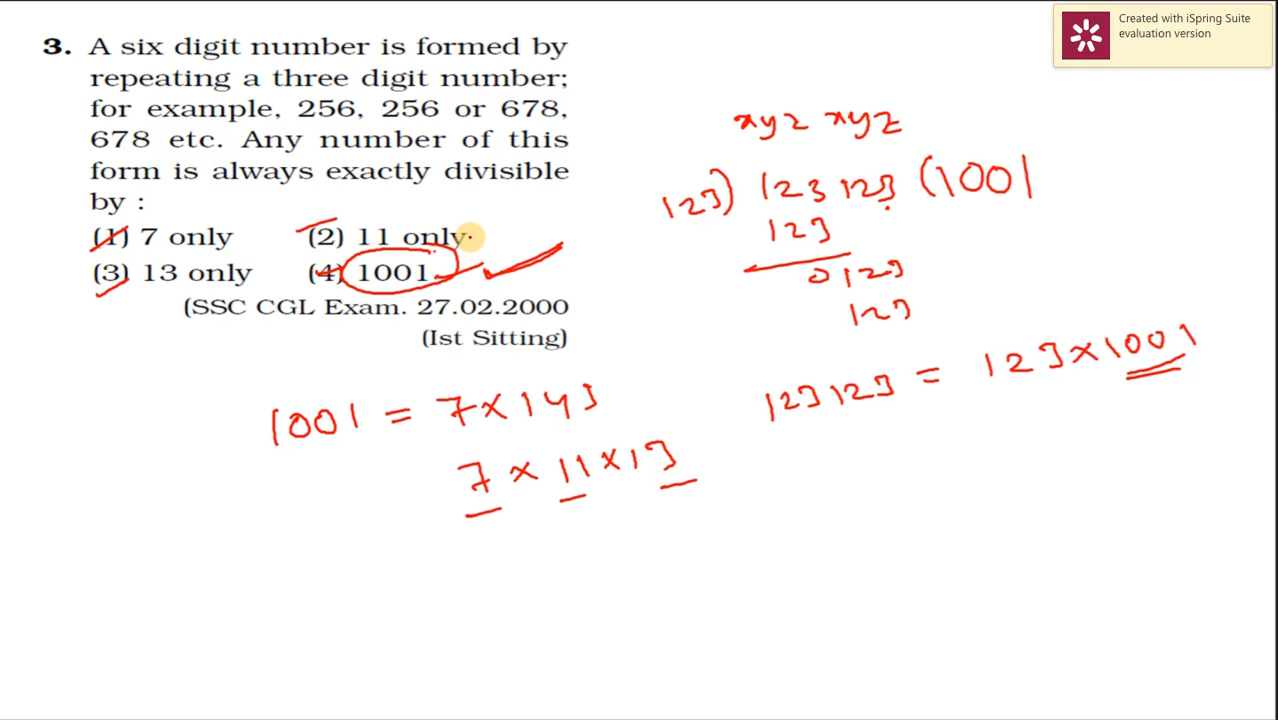 Created with iSpring Suite
evaluation version
3. A six digit number is formed by
repeating a three digit number;
for example, 256, 256 or 678,
678 etc. Any number of this
form is always exactly divisible
by :
(1) 7 only (2) 11 only
(3) 13 only (4) 1001
(SSC CGL Exam. 27.02.2000
(Ist Sitting)
xyz xyz
123) 123 123 (1001
123
0123
123
123123 = 123×1001
1001 = 7×143
7 × 11×13